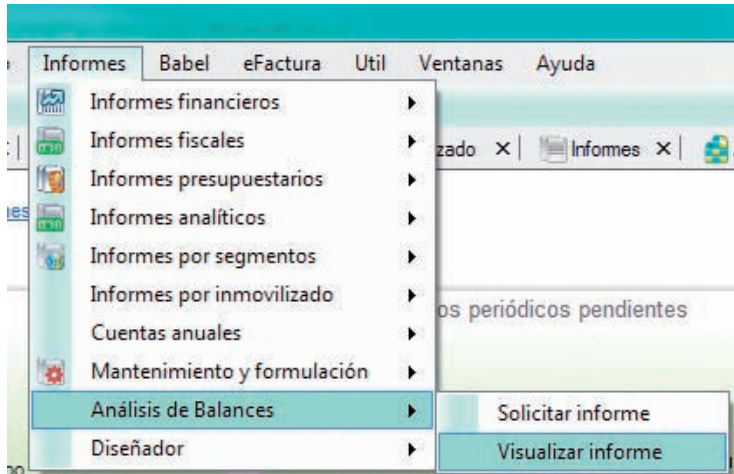 Informes Babel eFactura Util Ventanas Ayuda
Informes financieros
Informes fiscales
zado Informes
Informes presupuestarios
Informes analíticos
Informes por segmentos
Informes por inmovilizado
os periódicos pendientes
Cuentas anuales
Mantenimiento y formulación
Análisis de Balances
Solicitar informe
Diseñador
Visualizar informe